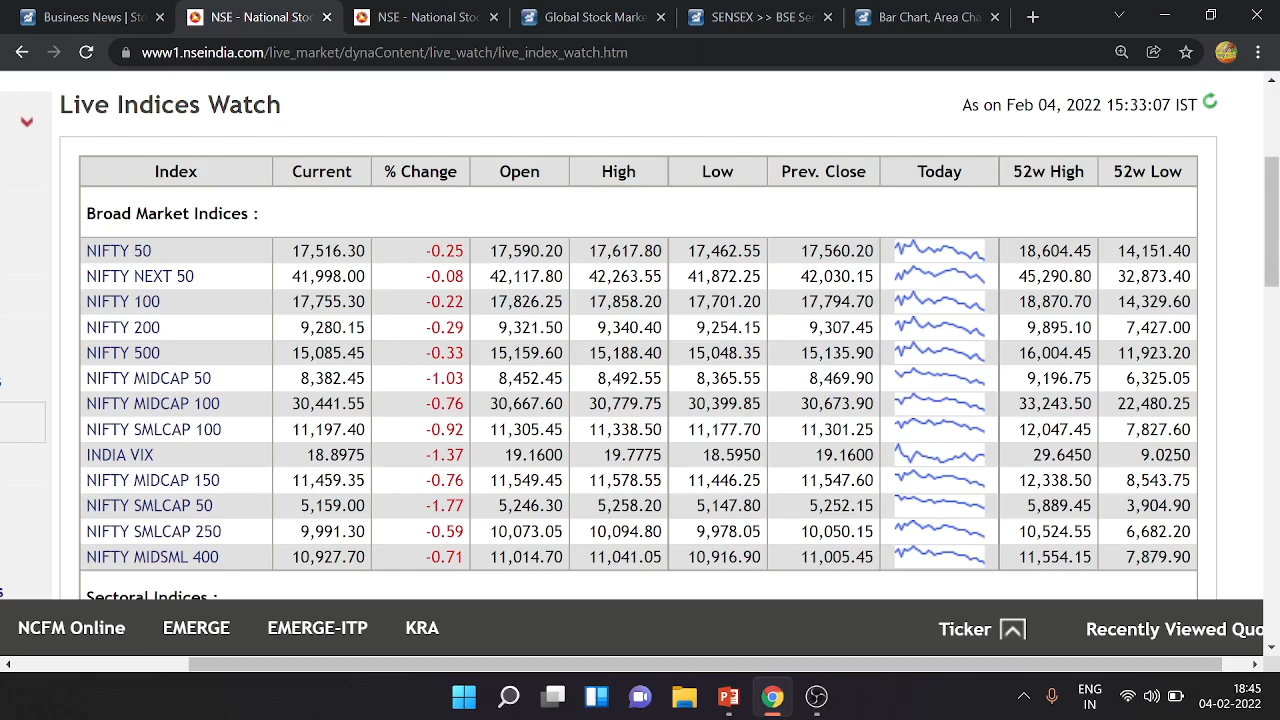 Business News | Sto
NSE - National Stoc
NSE - National Stoc
Global Stock Marke
SENSEX >> BSE Sen
Bar Chart, Area Cha
www1.nseindia.com/live_market/dynaContent/live_watch/live_index_watch.htm
Live Indices Watch
As on Feb 04, 2022 15:33:07 IST
Index Current % Change Open High Low Prev. Close Today 52w High 52w Low
Broad Market Indices :
NIFTY 50 17,516.30 -0.25 17,590.20 17,617.80 17,462.55 17,560.20 18,604.45 14,151.40
NIFTY NEXT 50 41,998.00 -0.08 42,117.80 42,263.55 41,872.25 42,030.15 45,290.80 32,873.40
NIFTY 100 17,755.30 -0.22 17,826.25 17,858.20 17,701.20 17,794.70 18,870.70 14,329.60
NIFTY 200 9,280.15 -0.29 9,321.50 9,340.40 9,254.15 9,307.45 9,895.10 7,427.00
NIFTY 500 15,085.45 -0.33 15,159.60 15,188.40 15,048.35 15,135.90 16,004.45 11,923.20
NIFTY MIDCAP 50 8,382.45 -1.03 8,452.45 8,492.55 8,365.55 8,469.90 9,196.75 6,325.05
NIFTY MIDCAP 100 30,441.55 -0.76 30,667.60 30,779.75 30,399.85 30,673.90 33,243.50 22,480.25
NIFTY SMLCAP 100 11,197.40 -0.92 11,305.45 11,338.50 11,177.70 11,301.25 12,047.45 7,827.60
INDIA VIX 18.8975 -1.37 19.1600 19.7775 18.5950 19.1600 29.6450 9.0250
NIFTY MIDCAP 150 11,459.35 -0.76 11,549.45 11,578.55 11,446.25 11,547.60 12,338.50 8,543.75
NIFTY SMLCAP 50 5,159.00 -1.77 5,246.30 5,258.20 5,147.80 5,252.15 5,889.45 3,904.90
NIFTY SMLCAP 250 9,991.30 -0.59 10,073.05 10,094.80 9,978.05 10,050.15 10,524.55 6,682.20
NIFTY MIDSML 400 10,927.70 -0.71 11,014.70 11,041.05 10,916.90 11,005.45 11,554.15 7,879.90
Sectoral Indices :
NCFM Online EMERGE EMERGE-ITP KRA Ticker Recently Viewed Quo
ENG 18:45
IN 04-02-2022